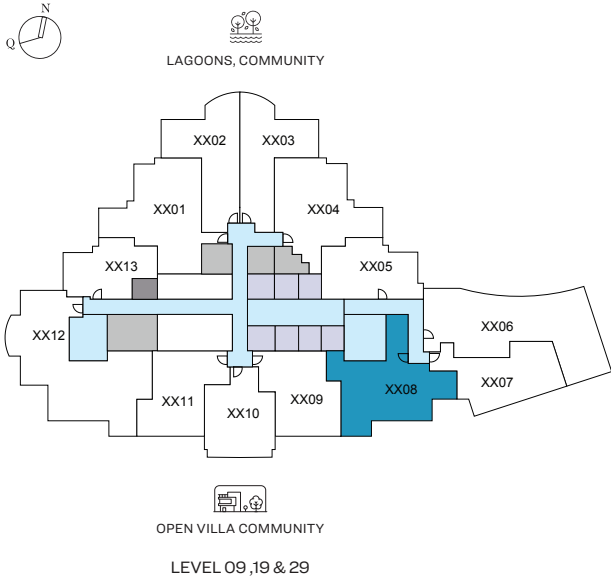 N
Q
LAGOONS, COMMUNITY
XX02 XX03
XX01 XX04
XX13 XX05
XX12 XX06
XX08 XX07
XX11 XX10 XX09
OPEN VILLA COMMUNITY
LEVEL 09 ,19 & 29